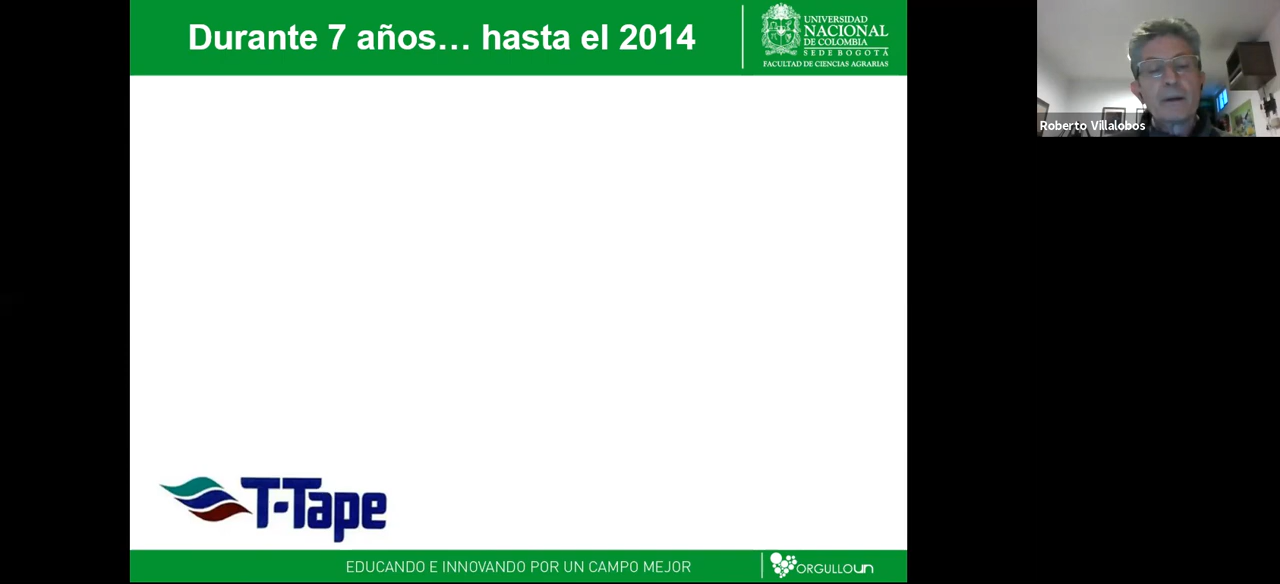 Durante 7 años... hasta el 2014
UNIVERSIDAD
NACIONAL
DE COLOMBIA
SEDE BOGOTÁ
FACULTAD DE CIENCIAS AGRARIAS
Roberto Villalobos
T-Tape
EDUCANDO E INNOVANDO POR UN CAMPO MEJOR
ORGULLOUN